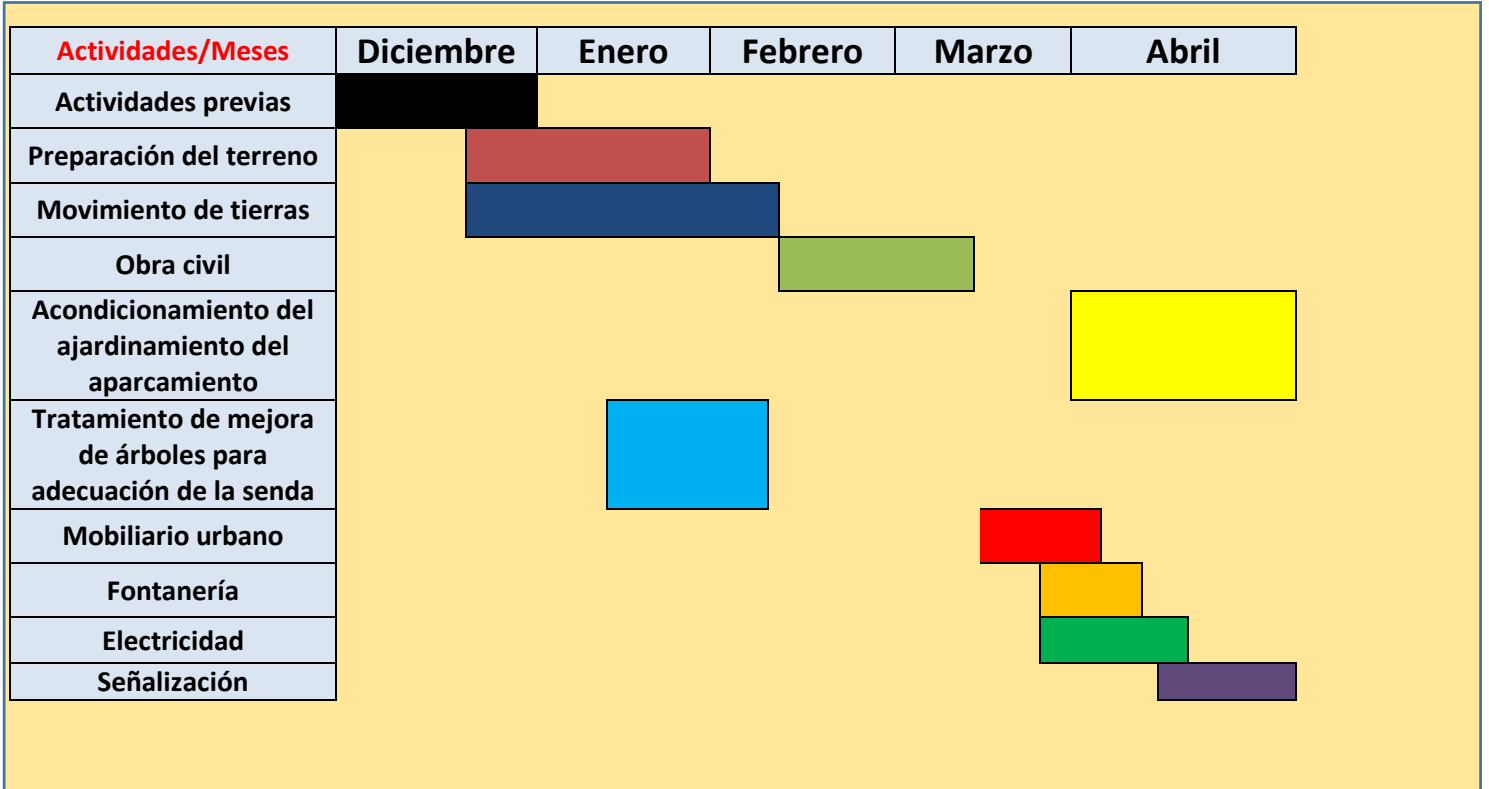 Actividades/Meses Diciembre Enero Febrero Marzo Abril
Actividades previas
Preparación del terreno
Movimiento de tierras
Obra civil
Acondicionamiento del
ajardinamiento del
aparcamiento
Tratamiento de mejora
de árboles para
adecuación de la senda
Mobiliario urbano
Fontanería
Electricidad
Señalización